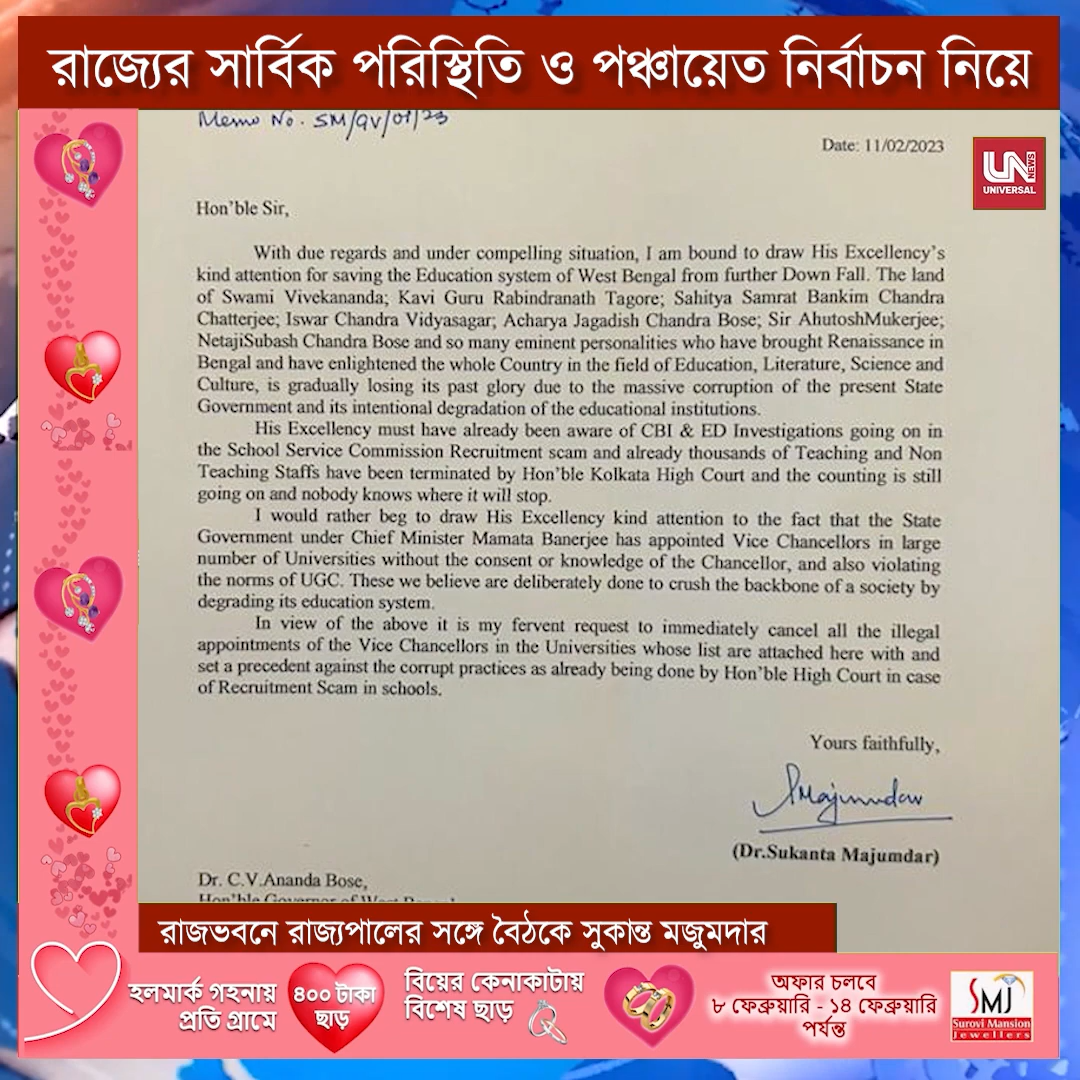 রাজ্যের সার্বিক পরিস্থিতি ও পঞ্চায়েত নির্বাচন নিয়ে
Memo No. SM/GV/01/23
Date: 11/02/2023
UN NEWS
UNIVERSAL
Hon'ble Sir,
With due regards and under compelling situation, I am bound to draw His Excellency's
kind attention for saving the Education system of West Bengal from further Down Fall. The land
of Swami Vivekananda; Kavi Guru Rabindranath Tagore; Sahitya Samrat Bankim Chandra
Chatterjee; Iswar Chandra Vidyasagar; Acharya Jagadish Chandra Bose; Sir AhutoshMukerjee;
NetajiSubash Chandra Bose and so many eminent personalities who have brought Renaissance in
Bengal and have enlightened the whole Country in the field of Education, Literature, Science and
Culture, is gradually losing its past glory due to the massive corruption of the present State
Government and its intentional degradation of the educational institutions.
His Excellency must have already been aware of CBI & ED Investigations going on in
the School Service Commission Recruitment scam and already thousands of Teaching and Non
Teaching Staffs have been terminated by Hon'ble Kolkata High Court and the counting is still
going on and nobody knows where it will stop.
I would rather beg to draw His Excellency kind attention to the fact that the State
Government under Chief Minister Mamata Banerjee has appointed Vice Chancellors in large
number of Universities without the consent or knowledge of the Chancellor, and also violating
the norms of UGC. These we believe are deliberately done to crush the backbone of a society by
degrading its education system.
In view of the above it is my fervent request to immediately cancel all the illegal
appointments of the Vice Chancellors in the Universities whose list are attached here with and
set a precedent against the corrupt practices as already being done by Hon'ble High Court in case
of Recruitment Scam in schools.
Yours faithfully,
SMajumdar
(Dr.Sukanta Majumdar)
Dr. C.V.Ananda Bose,
Hon'ble Governor of West Bengal
রাজভবনে রাজ্যপালের সঙ্গে বৈঠকে সুকান্ত মজুমদার
হলমার্ক গহনায়
প্রতি গ্রামে
৪০০ টাকা
ছাড়
বিয়ের কেনাকাটায়
বিশেষ ছাড়
অফার চলবে
৮ ফেব্রুয়ারি - ১৪ ফেব্রুয়ারি
পর্যন্ত
SMJ
Surovi Mansion
Jewellers